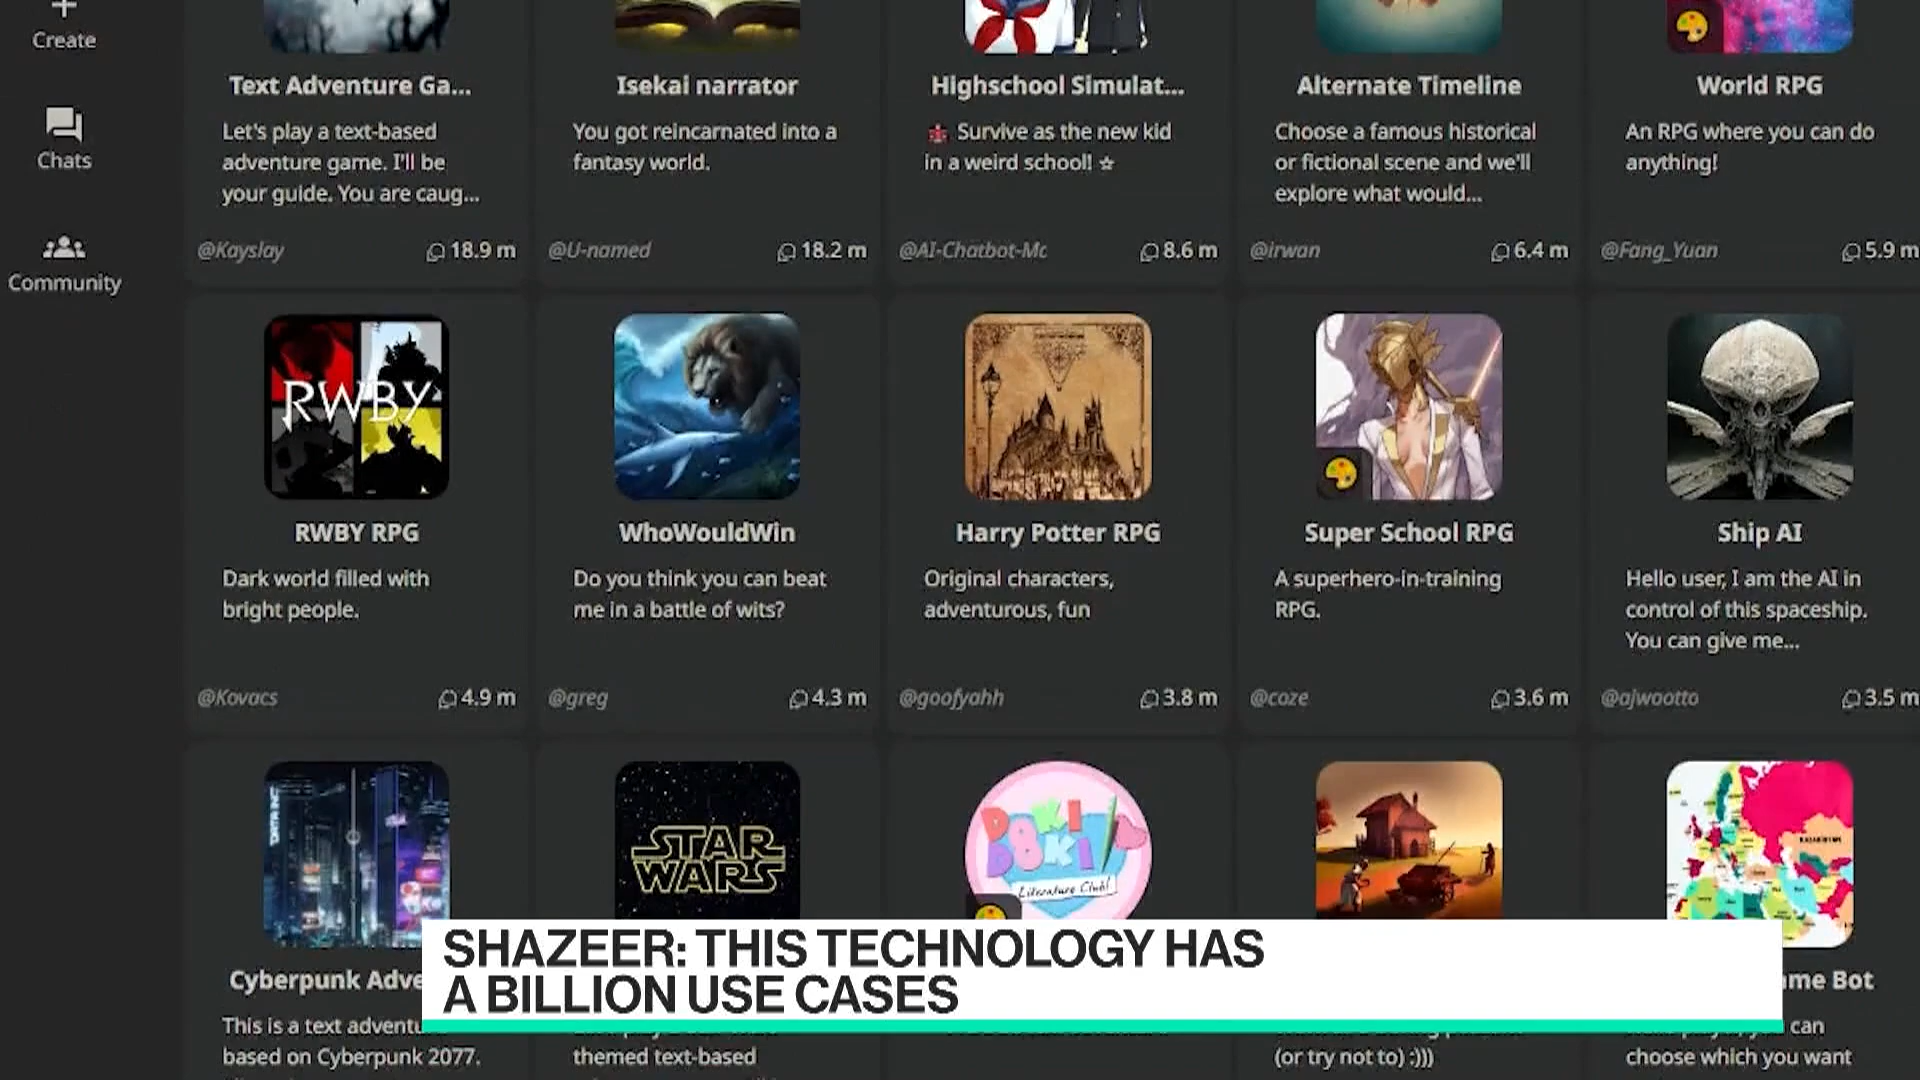 Create
Chats
Community
Text Adventure Ga...
Let's play a text-based
adventure game. I'll be
your guide. You are caug...
@Kayslay 18.9 m
Isekai narrator
You got reincarnated into a
fantasy world.
@U-named 18.2 m
Highschool Simulat...
Survive as the new kid
in a weird school! ☆
@AI-Chatbot-Mc 8.6 m
Alternate Timeline
Choose a famous historical
or fictional scene and we'll
explore what would...
@irwan 6.4 m
World RPG
An RPG where you can do
anything!
@Fang_Yuan 5.9 m
RWBY
RWBY RPG
Dark world filled with
bright people.
@Kovacs 4.9 m
WhoWouldWin
Do you think you can beat
me in a battle of wits?
@greg 4.3 m
Harry Potter RPG
Original characters,
adventurous, fun
@goofyahh 3.8 m
Super School RPG
A superhero-in-training
RPG.
@coze 3.6 m
Ship AI
Hello user, I am the AI in
control of this spaceship.
You can give me...
@ajwootto 3.5 m
Cyberpunk Adve
This is a text adventu
based on Cyberpunk 2077.
STAR
WARS
themed text-based
DOKI
DOKI
Literature Club!
(or try not to) :)))
KAZAKHSTAN
me Bot
can
choose which you want
SHAZEER: THIS TECHNOLOGY HAS
A BILLION USE CASES